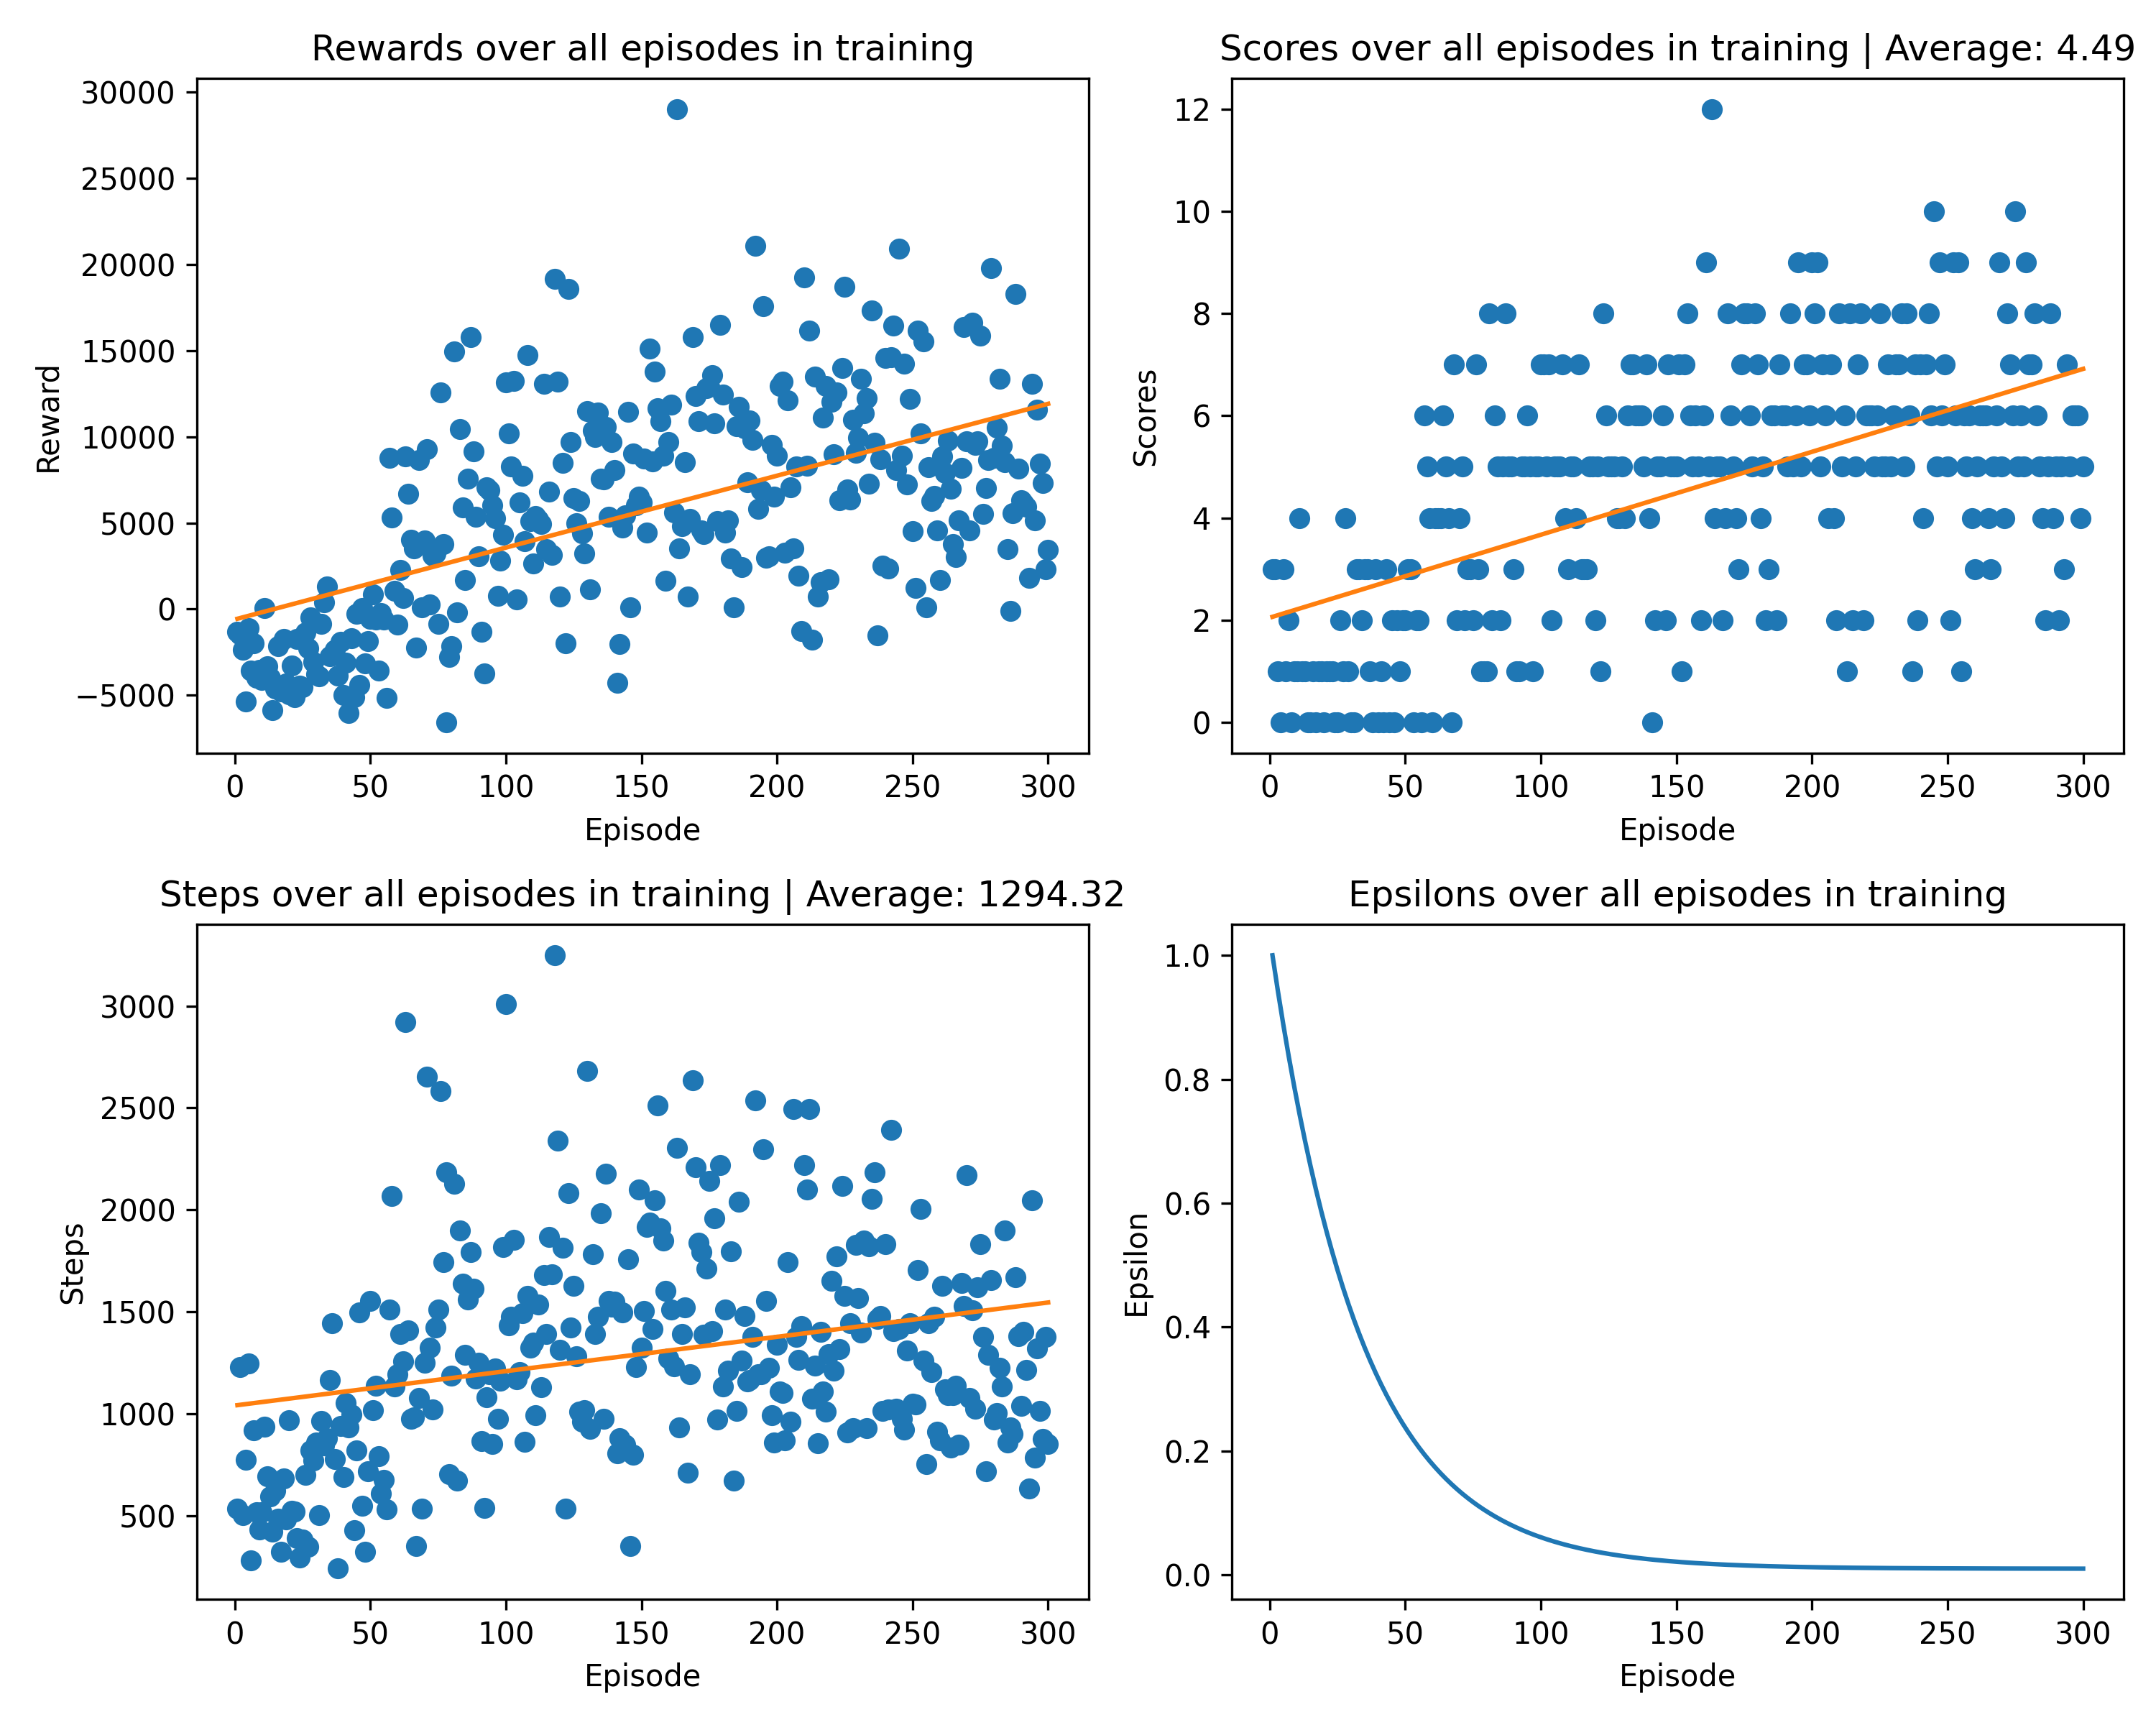 Rewards over all episodes in training
30000
25000
20000
15000
10000
5000
0
−5000
Reward
0 50 100 150 200 250 300
Episode
Scores over all episodes in training | Average: 4.49
12
10
8
6
4
2
0
Scores
0 50 100 150 200 250 300
Episode
Steps over all episodes in training | Average: 1294.32
3000
2500
2000
1500
1000
500
Steps
0 50 100 150 200 250 300
Episode
Epsilons over all episodes in training
1.0
0.8
0.6
0.4
0.2
0.0
Epsilon
0 50 100 150 200 250 300
Episode